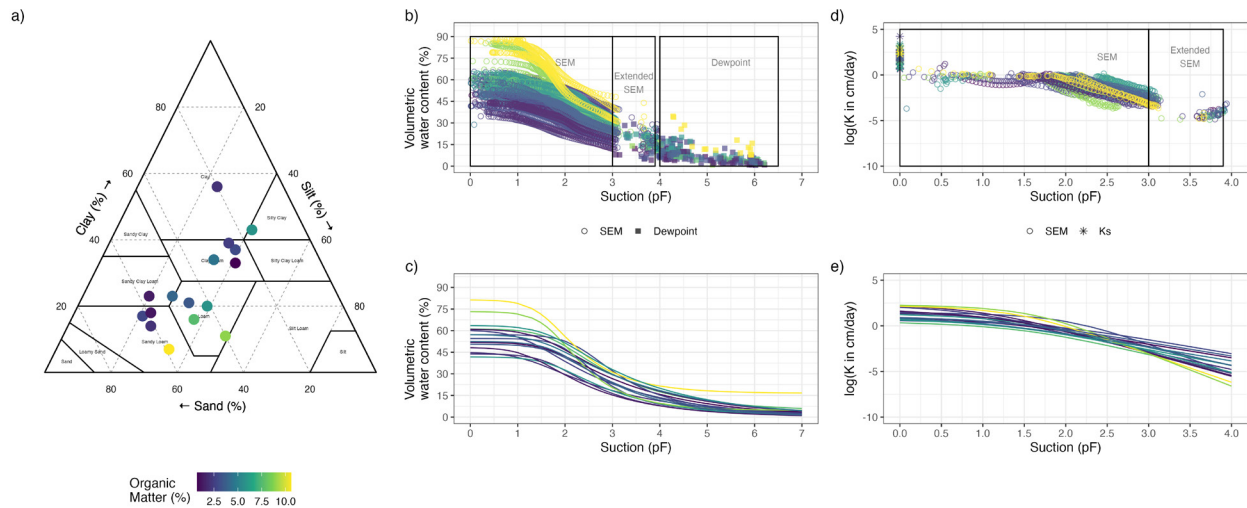 a)
80
20
Clay (%) →
Silt (%) →
60
40
Clay
Silty Clay
Sandy Clay
40
60
Clay Loam
Silty Clay Loam
Sandy Clay Loam
20
80
Loam
Silt Loam
Sandy Loam
Loamy Sand
Silt
Sand
80
60
40
20
← Sand (%)
Organic
Matter (%)
2.5 5.0 7.5 10.0
b)
Volumetric
water content (%)
90
75
60
45
30
15
0
SEM
Extended
SEM
Dewpoint
0 1 2 3 4 5 6 7
Suction (pF)
SEM Dewpoint
c)
Volumetric
water content (%)
90
75
60
45
30
15
0
0 1 2 3 4 5 6 7
Suction (pF)
d)
log(K in cm/day)
5
0
-5
-10
SEM
Extended
SEM
0.0 0.5 1.0 1.5 2.0 2.5 3.0 3.5 4.0
Suction (pF)
SEM Ks
e)
log(K in cm/day)
5
0
-5
-10
0.0 0.5 1.0 1.5 2.0 2.5 3.0 3.5 4.0
Suction (pF)